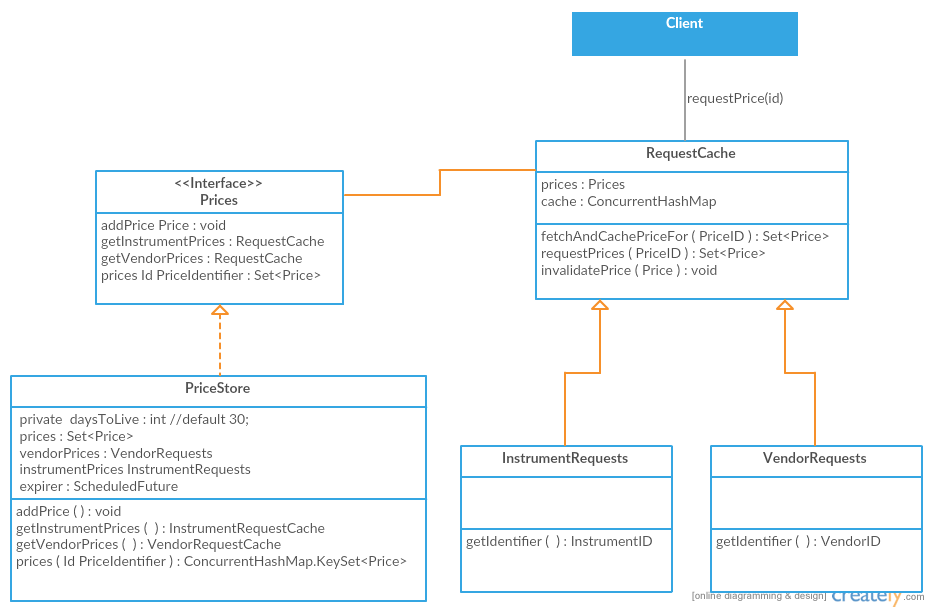 Client
requestPrice(id)
RequestCache
prices : Prices
cache : ConcurrentHashMap
fetchAndCachePriceFor ( PriceID ) : Set<Price>
requestPrices ( PriceID ) : Set<Price>
invalidatePrice ( Price ) : void
<<Interface>>
Prices
addPrice Price : void
getInstrumentPrices : RequestCache
getVendorPrices : RequestCache
prices Id PriceIdentifier : Set<Price>
PriceStore
private  daysToLive : int //default 30;
prices : Set<Price>
vendorPrices : VendorRequests
instrumentPrices InstrumentRequests
expirer : ScheduledFuture
addPrice ( ) : void
getInstrumentPrices (  ) : InstrumentRequestCache
getVendorPrices (  ) : VendorRequestCache
prices ( Id PriceIdentifier ) : ConcurrentHashMap.KeySet<Price>
InstrumentRequests
getIdentifier (  ) : InstrumentID
VendorRequests
getIdentifier (  ) : VendorID
[online diagramming & design] creately.com